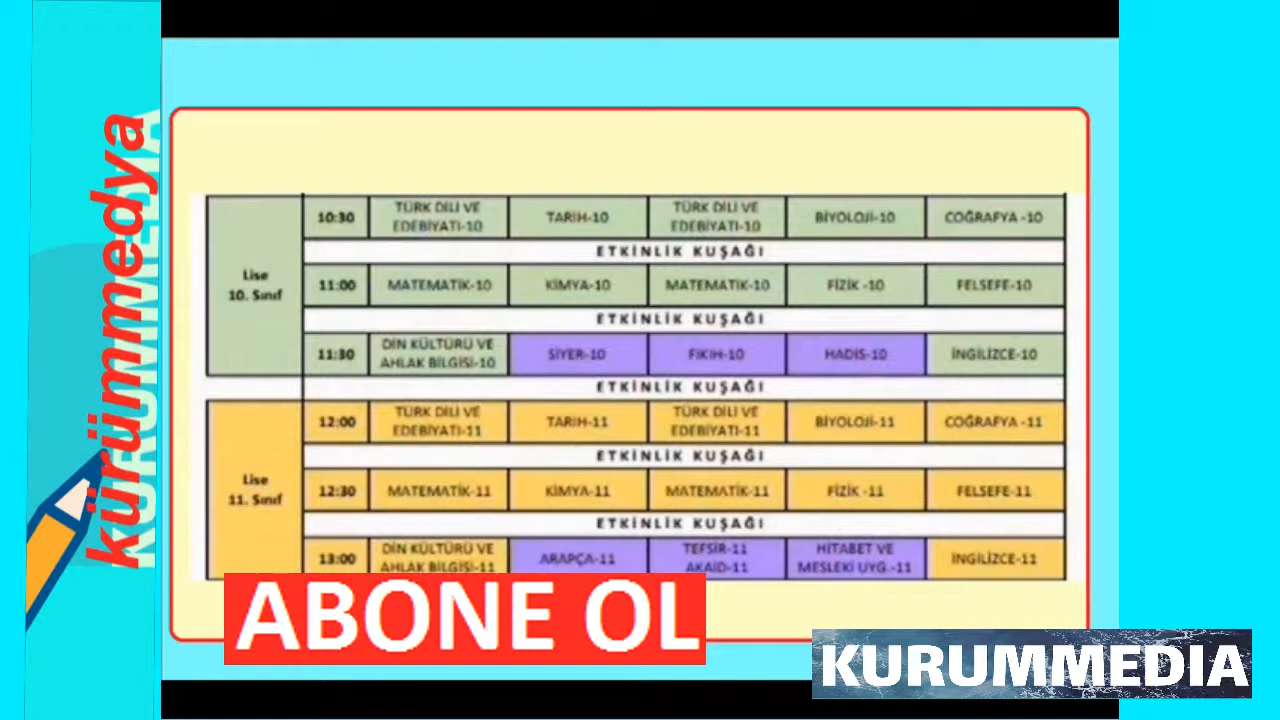 kürümmedya
KURUMMEDIA
Lise
10. Sınıf
10:30
TÜRK DİLİ VE
EDEBİYATI-10
TARİH-10
TÜRK DİLİ VE
EDEBİYATI-10
BİYOLOJİ-10
COĞRAFYA -10
ETKİNLİK KUŞAĞI
11:00
MATEMATİK-10
KİMYA-10
MATEMATİK-10
FİZİK -10
FELSEFE-10
ETKİNLİK KUŞAĞI
11:30
DİN KÜLTÜRÜ VE
AHLAK BİLGİSİ-10
SİYER-10
FIKIH-10
HADİS-10
İNGİLİZCE-10
ETKİNLİK KUŞAĞI
Lise
11. Sınıf
12:00
TÜRK DİLİ VE
EDEBİYATI-11
TARİH-11
TÜRK DİLİ VE
EDEBİYATI-11
BİYOLOJİ-11
COĞRAFYA -11
ETKİNLİK KUŞAĞI
12:30
MATEMATİK-11
KİMYA-11
MATEMATİK-11
FİZİK -11
FELSEFE-11
ETKİNLİK KUŞAĞI
13:00
DİN KÜLTÜRÜ VE
AHLAK BİLGİSİ-11
ARAPÇA-11
TEFSİR-11
AKAİD-11
HİTABET VE
MESLEKİ UYG.-11
İNGİLİZCE-11
ABONE OL
KURUMMEDIA